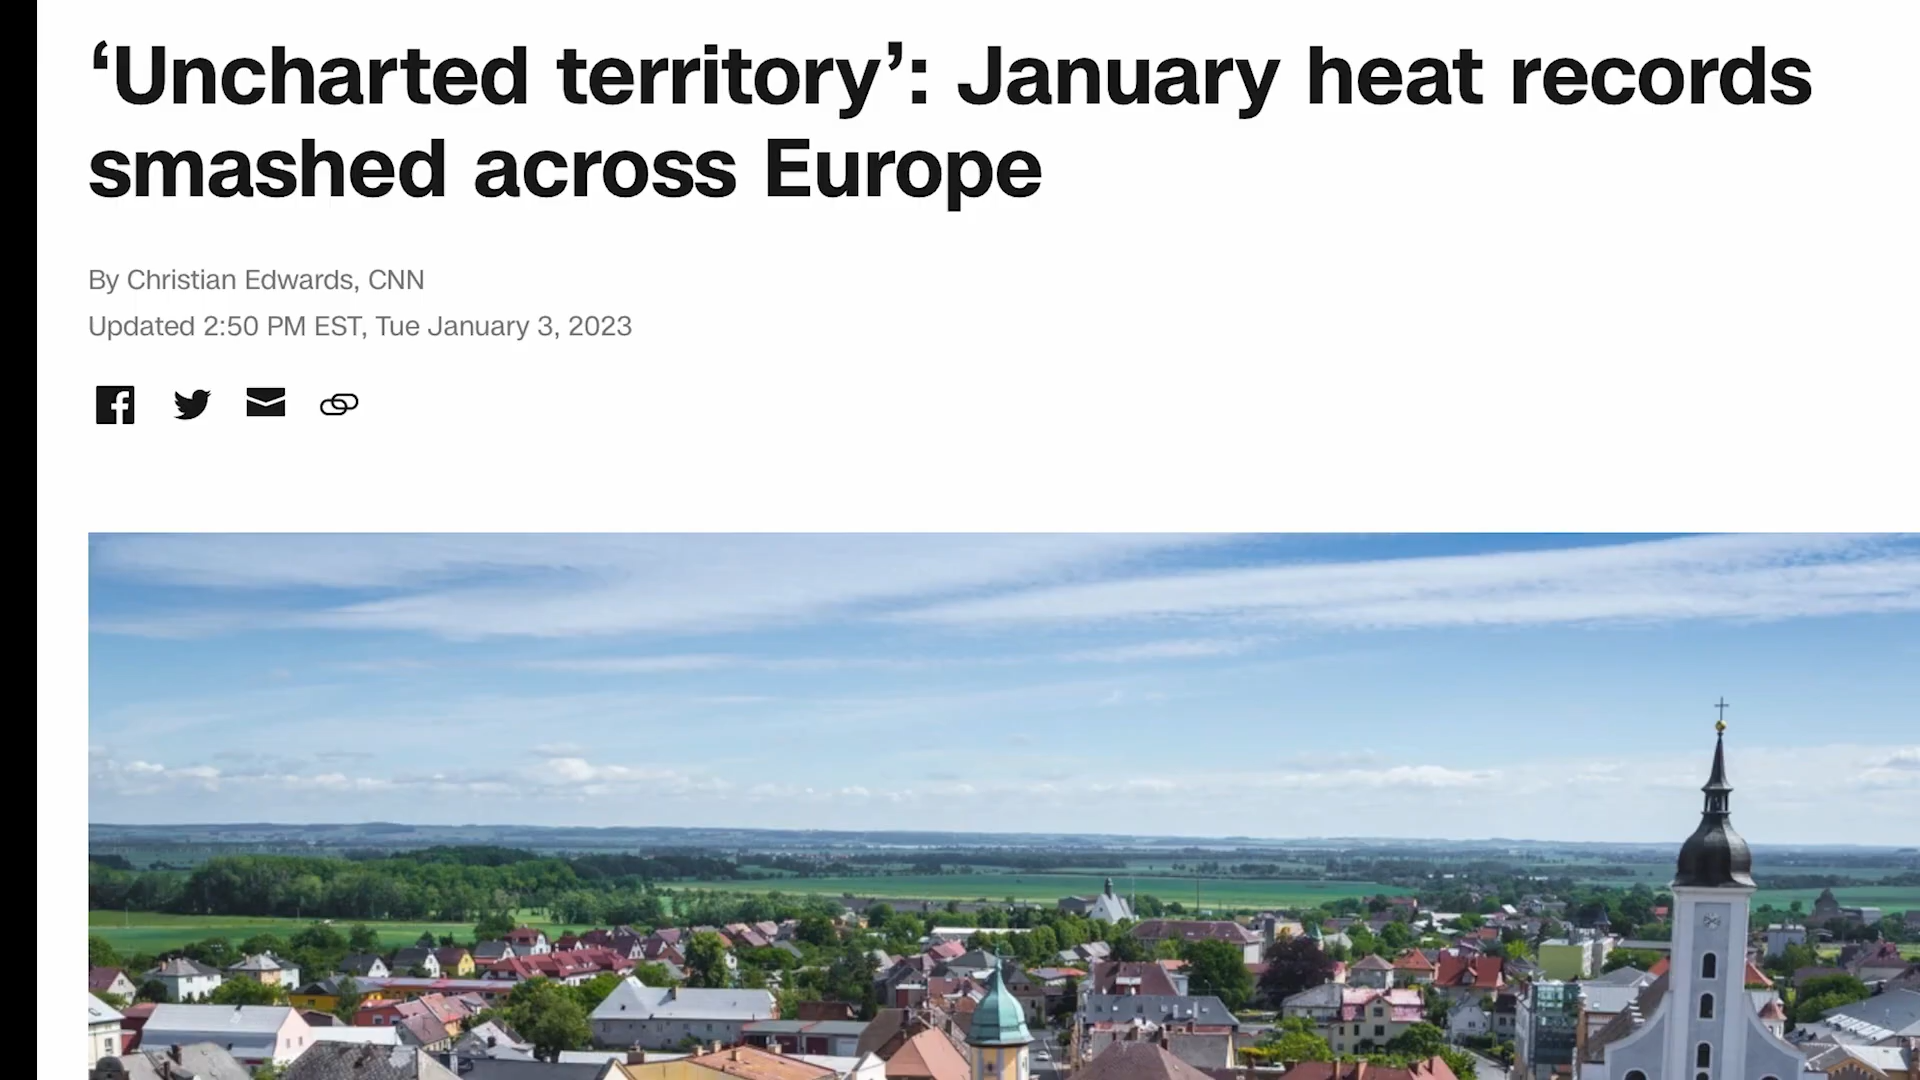 ‘Uncharted territory’: January heat records
smashed across Europe
By Christian Edwards, CNN
Updated 2:50 PM EST, Tue January 3, 2023